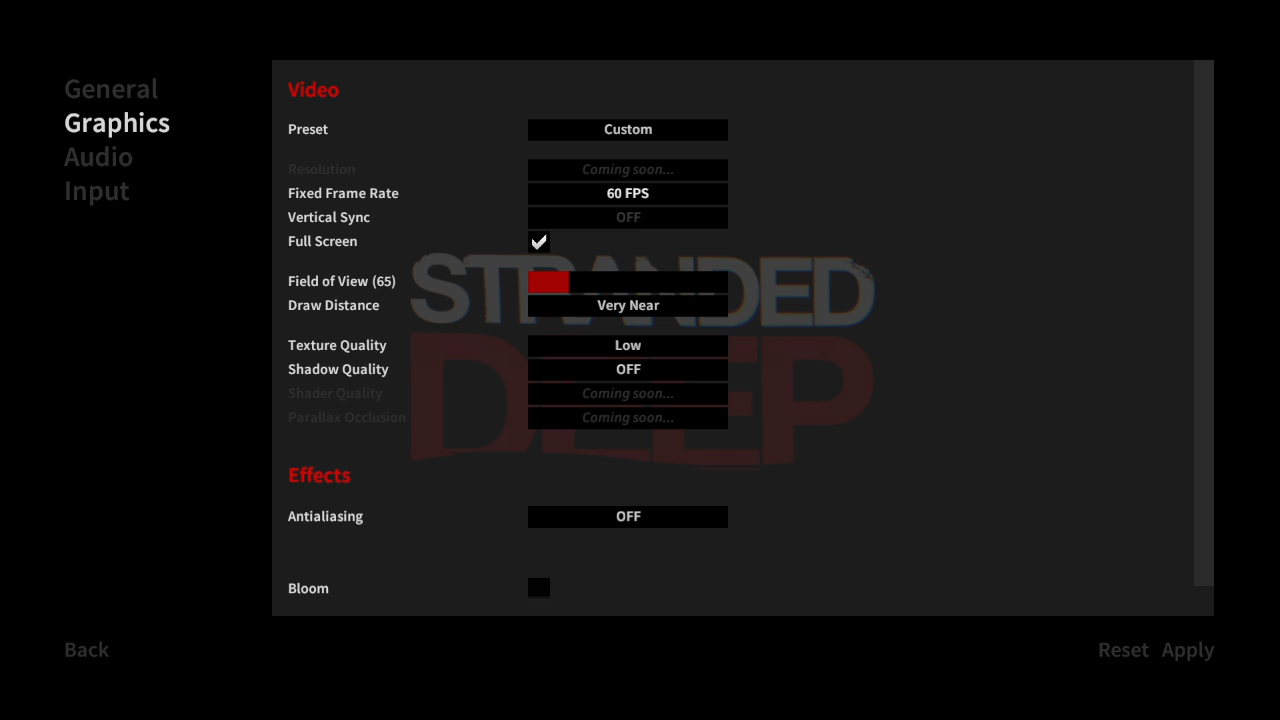 General
Graphics
Audio
Input
Video
Preset Custom
Resolution Coming soon...
Fixed Frame Rate 60 FPS
Vertical Sync OFF
Full Screen
STRANDED
DEEP
Field of View (65)
Draw Distance Very Near
Texture Quality Low
Shadow Quality OFF
Shader Quality Coming soon...
Parallax Occlusion Coming soon...
Effects
Antialiasing OFF
Bloom
Back Reset Apply